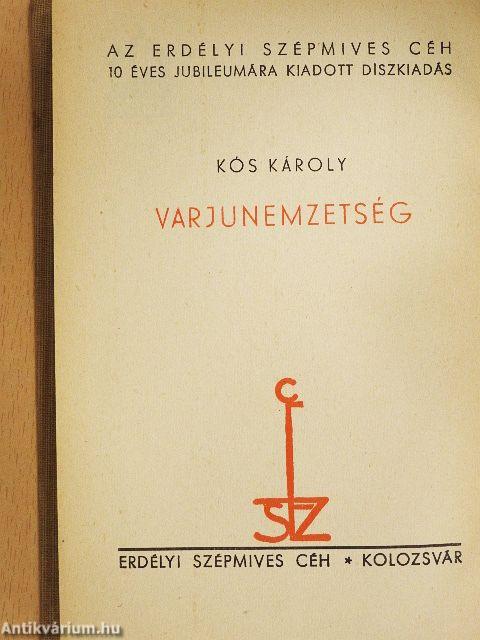 AZ ERDÉLYI SZÉPMIVES CÉH
10 ÉVES JUBILEUMÁRA KIADOTT DISZKIADÁS
KÓS KÁROLY
VARJUNEMZETSÉG
C
SZ
ERDÉLYI SZÉPMIVES CÉH * KOLOZSVÁR
Antikvárium.hu